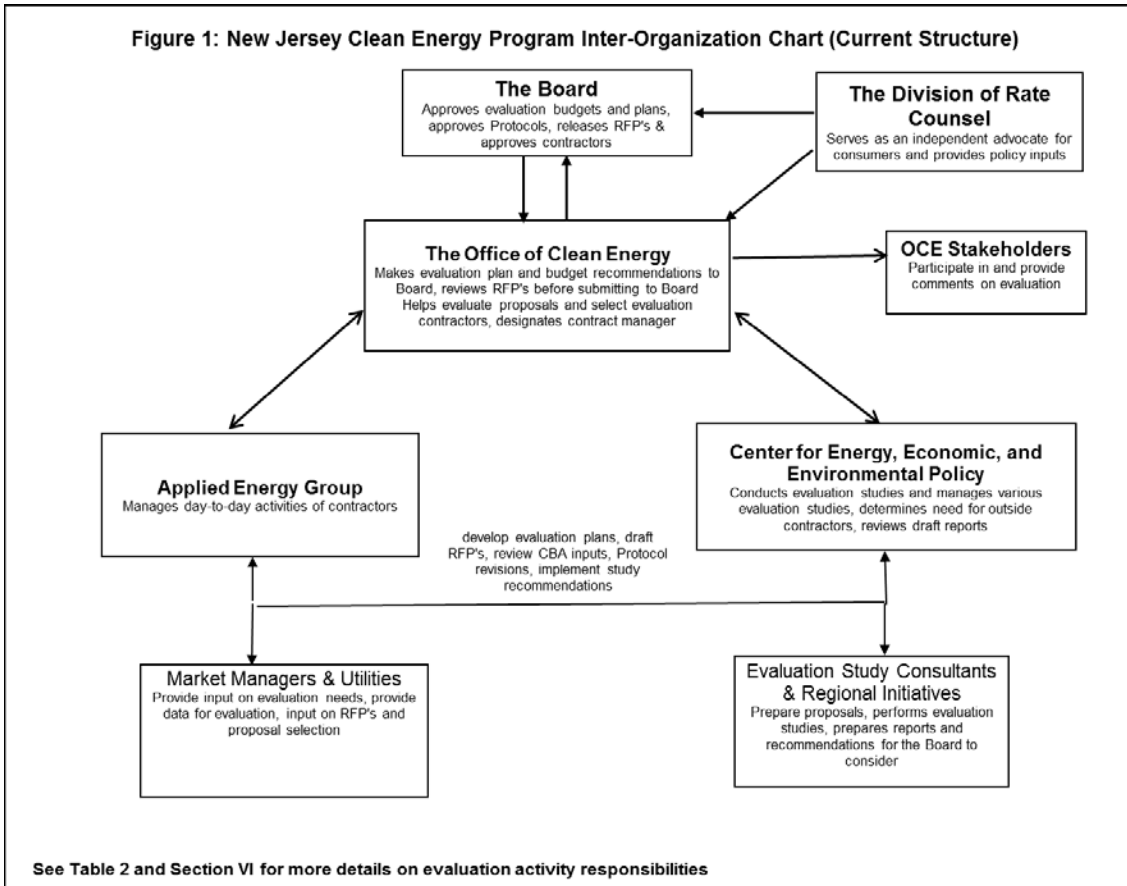 Figure 1: New Jersey Clean Energy Program Inter-Organization Chart (Current Structure)
The Board
Approves evaluation budgets and plans,
approves Protocols, releases RFP's &
approves contractors
The Division of Rate
Counsel
Serves as an independent advocate for
consumers and provides policy inputs
The Office of Clean Energy
Makes evaluation plan and budget recommendations to
Board, reviews RFP's before submitting to Board
Helps evaluate proposals and select evaluation
contractors, designates contract manager
OCE Stakeholders
Participate in and provide
comments on evaluation
Applied Energy Group
Manages day-to-day activities of contractors
Center for Energy, Economic, and
Environmental Policy
Conducts evaluation studies and manages various
evaluation studies, determines need for outside
contractors, reviews draft reports
develop evaluation plans, draft
RFP's, review CBA inputs, Protocol
revisions, implement study
recommendations
Market Managers & Utilities
Provide input on evaluation needs, provide
data for evaluation, input on RFP's and
proposal selection
Evaluation Study Consultants
& Regional Initiatives
Prepare proposals, performs evaluation
studies, prepares reports and
recommendations for the Board to
consider
See Table 2 and Section VI for more details on evaluation activity responsibilities